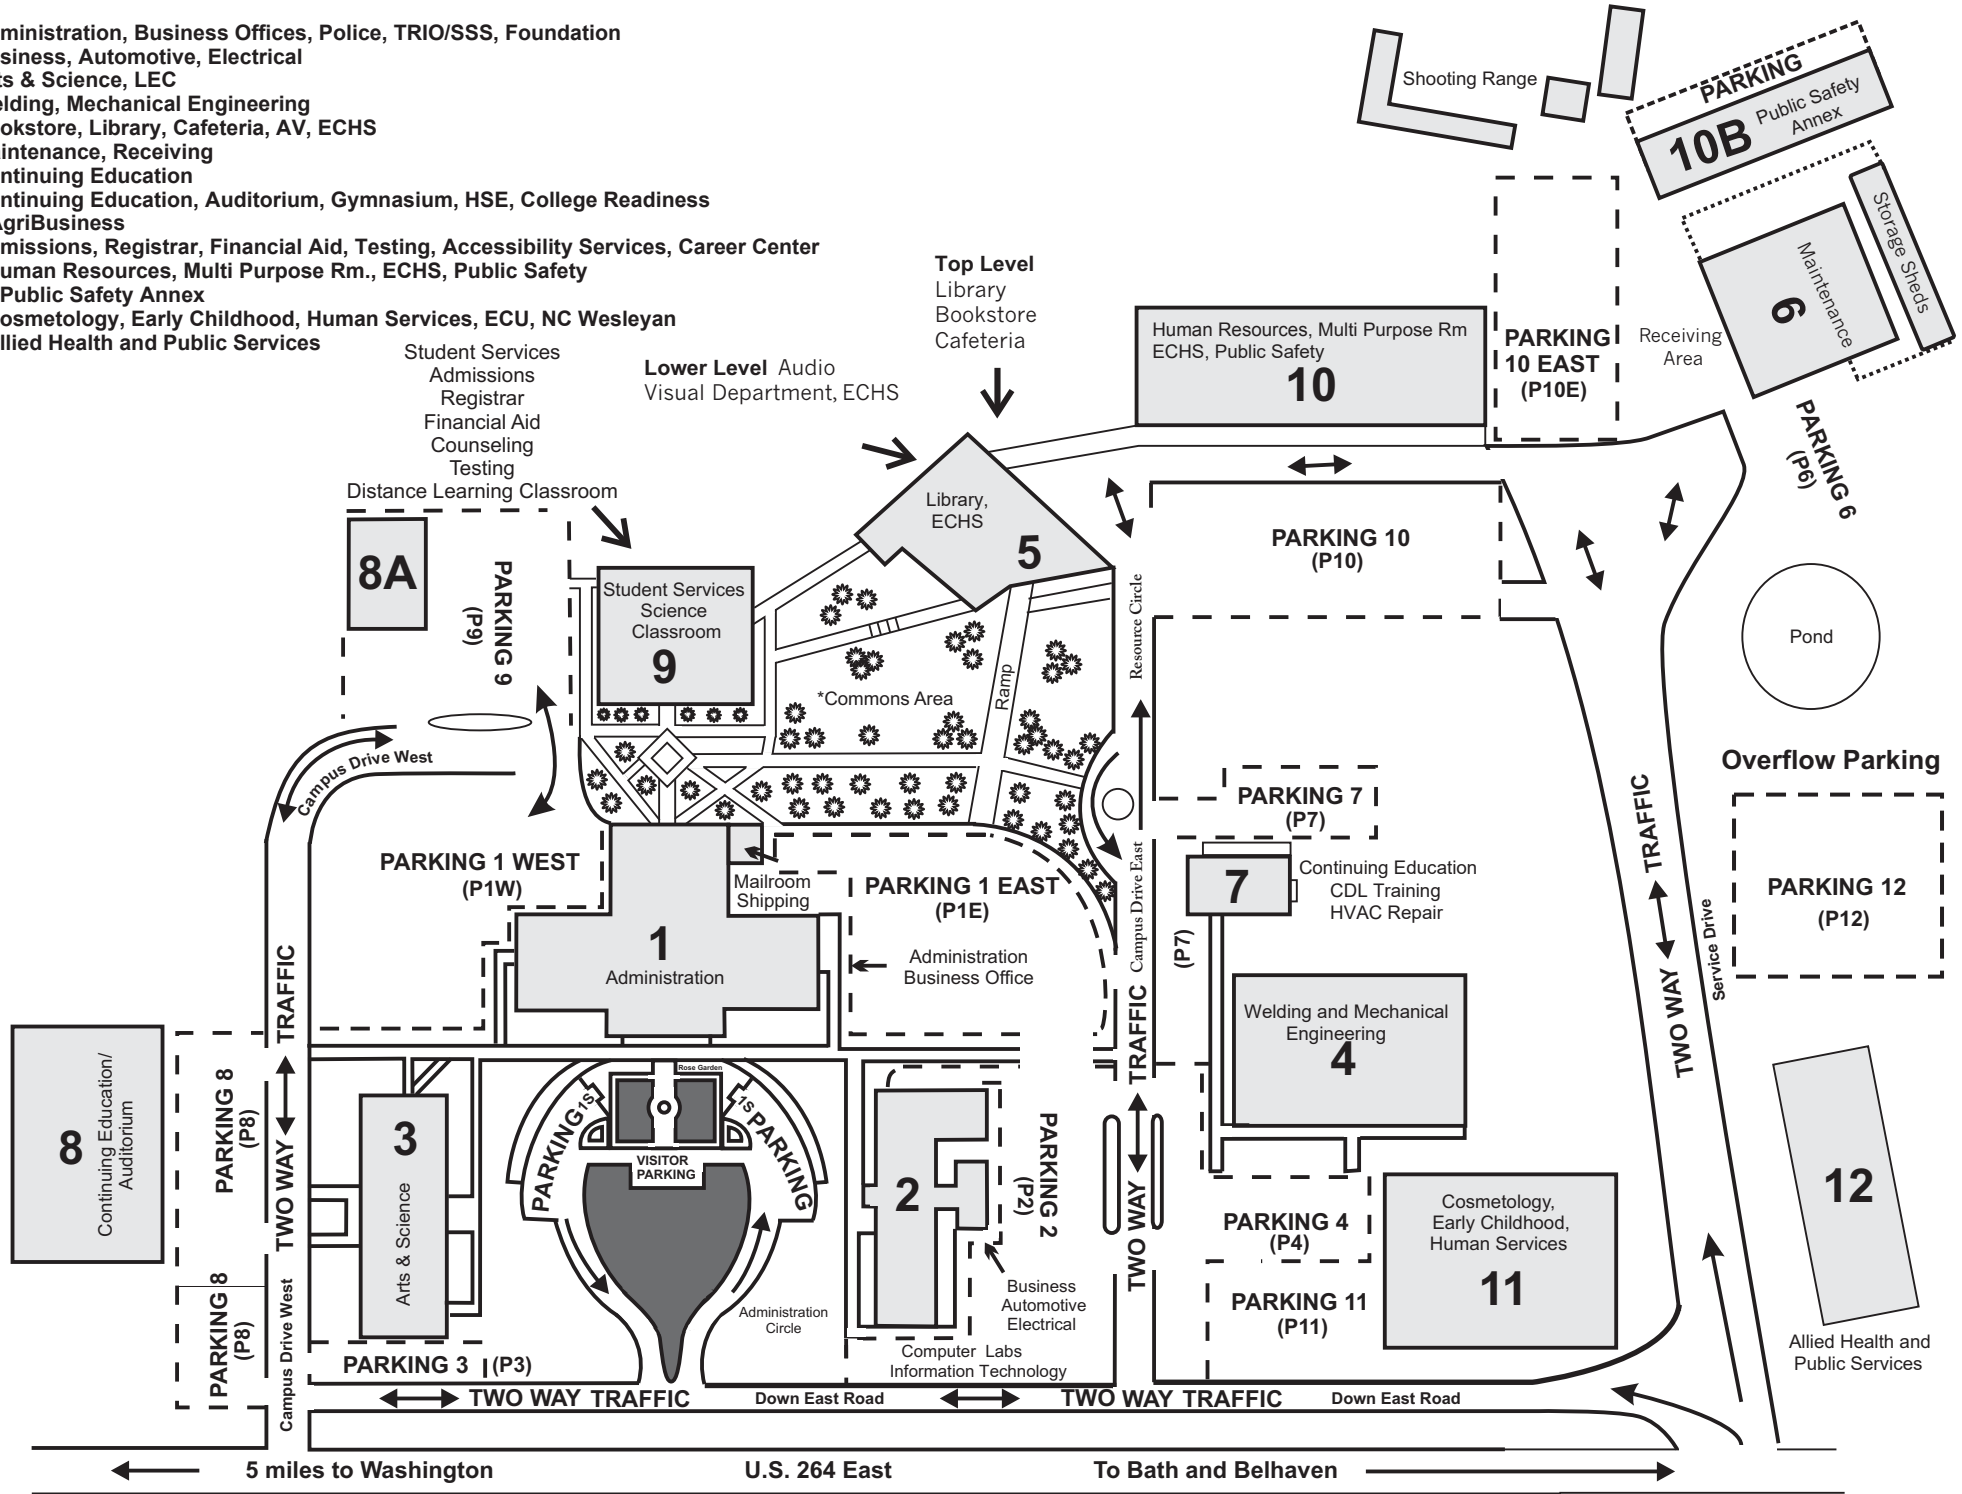 ministration, Business Offices, Police, TRIO/SSS, Foundation
siness, Automotive, Electrical
ts & Science, LEC
elding, Mechanical Engineering
okstore, Library, Cafeteria, AV, ECHS
intenance, Receiving
ntinuing Education
ntinuing Education, Auditorium, Gymnasium, HSE, College Readiness
AgriBusiness
missions, Registrar, Financial Aid, Testing, Accessibility Services, Career Center
uman Resources, Multi Purpose Rm., ECHS, Public Safety
Public Safety Annex
osmetology, Early Childhood, Human Services, ECU, NC Wesleyan
llied Health and Public Services
Shooting Range
PARKING
10B
Public Safety
Annex
Storage Sheds
Maintenance
6
Receiving
Area
PARKING 6
(P6)
PARKING
10 EAST
(P10E)
Human Resources, Multi Purpose Rm
ECHS, Public Safety
10
Top Level
Library
Bookstore
Cafeteria
Lower Level Audio
Visual Department, ECHS
Student Services
Admissions
Registrar
Financial Aid
Counseling
Testing
Distance Learning Classroom
8A
PARKING 9
(P9)
Student Services
Science
Classroom
9
Library,
ECHS
5
PARKING 10
(P10)
Resource Circle
Pond
*Commons Area
Ramp
Campus Drive West
Overflow Parking
PARKING 12
(P12)
PARKING 7
(P7)
7
Continuing Education
CDL Training
HVAC Repair
(P7)
Campus Drive East
TWO WAY TRAFFIC
Service Drive
PARKING 1 WEST
(P1W)
Mailroom
Shipping
PARKING 1 EAST
(P1E)
1
Administration
Administration
Business Office
Welding and Mechanical
Engineering
4
8
Continuing Education/
Auditorium
PARKING 8
(P8)
TWO WAY TRAFFIC
3
Arts & Science
Rose Garden
PARKING
1S
1S
PARKING
VISITOR
PARKING
2
PARKING 2
(P2)
TWO WAY TRAFFIC
PARKING 4
(P4)
Cosmetology,
Early Childhood,
Human Services
11
12
Allied Health and
Public Services
PARKING 11
(P11)
Business
Automotive
Electrical
Administration
Circle
Computer Labs
Information Technology
PARKING 8
(P8)
Campus Drive West
PARKING 3 (P3)
TWO WAY TRAFFIC
Down East Road
TWO WAY TRAFFIC
Down East Road
5 miles to Washington
U.S. 264 East
To Bath and Belhaven